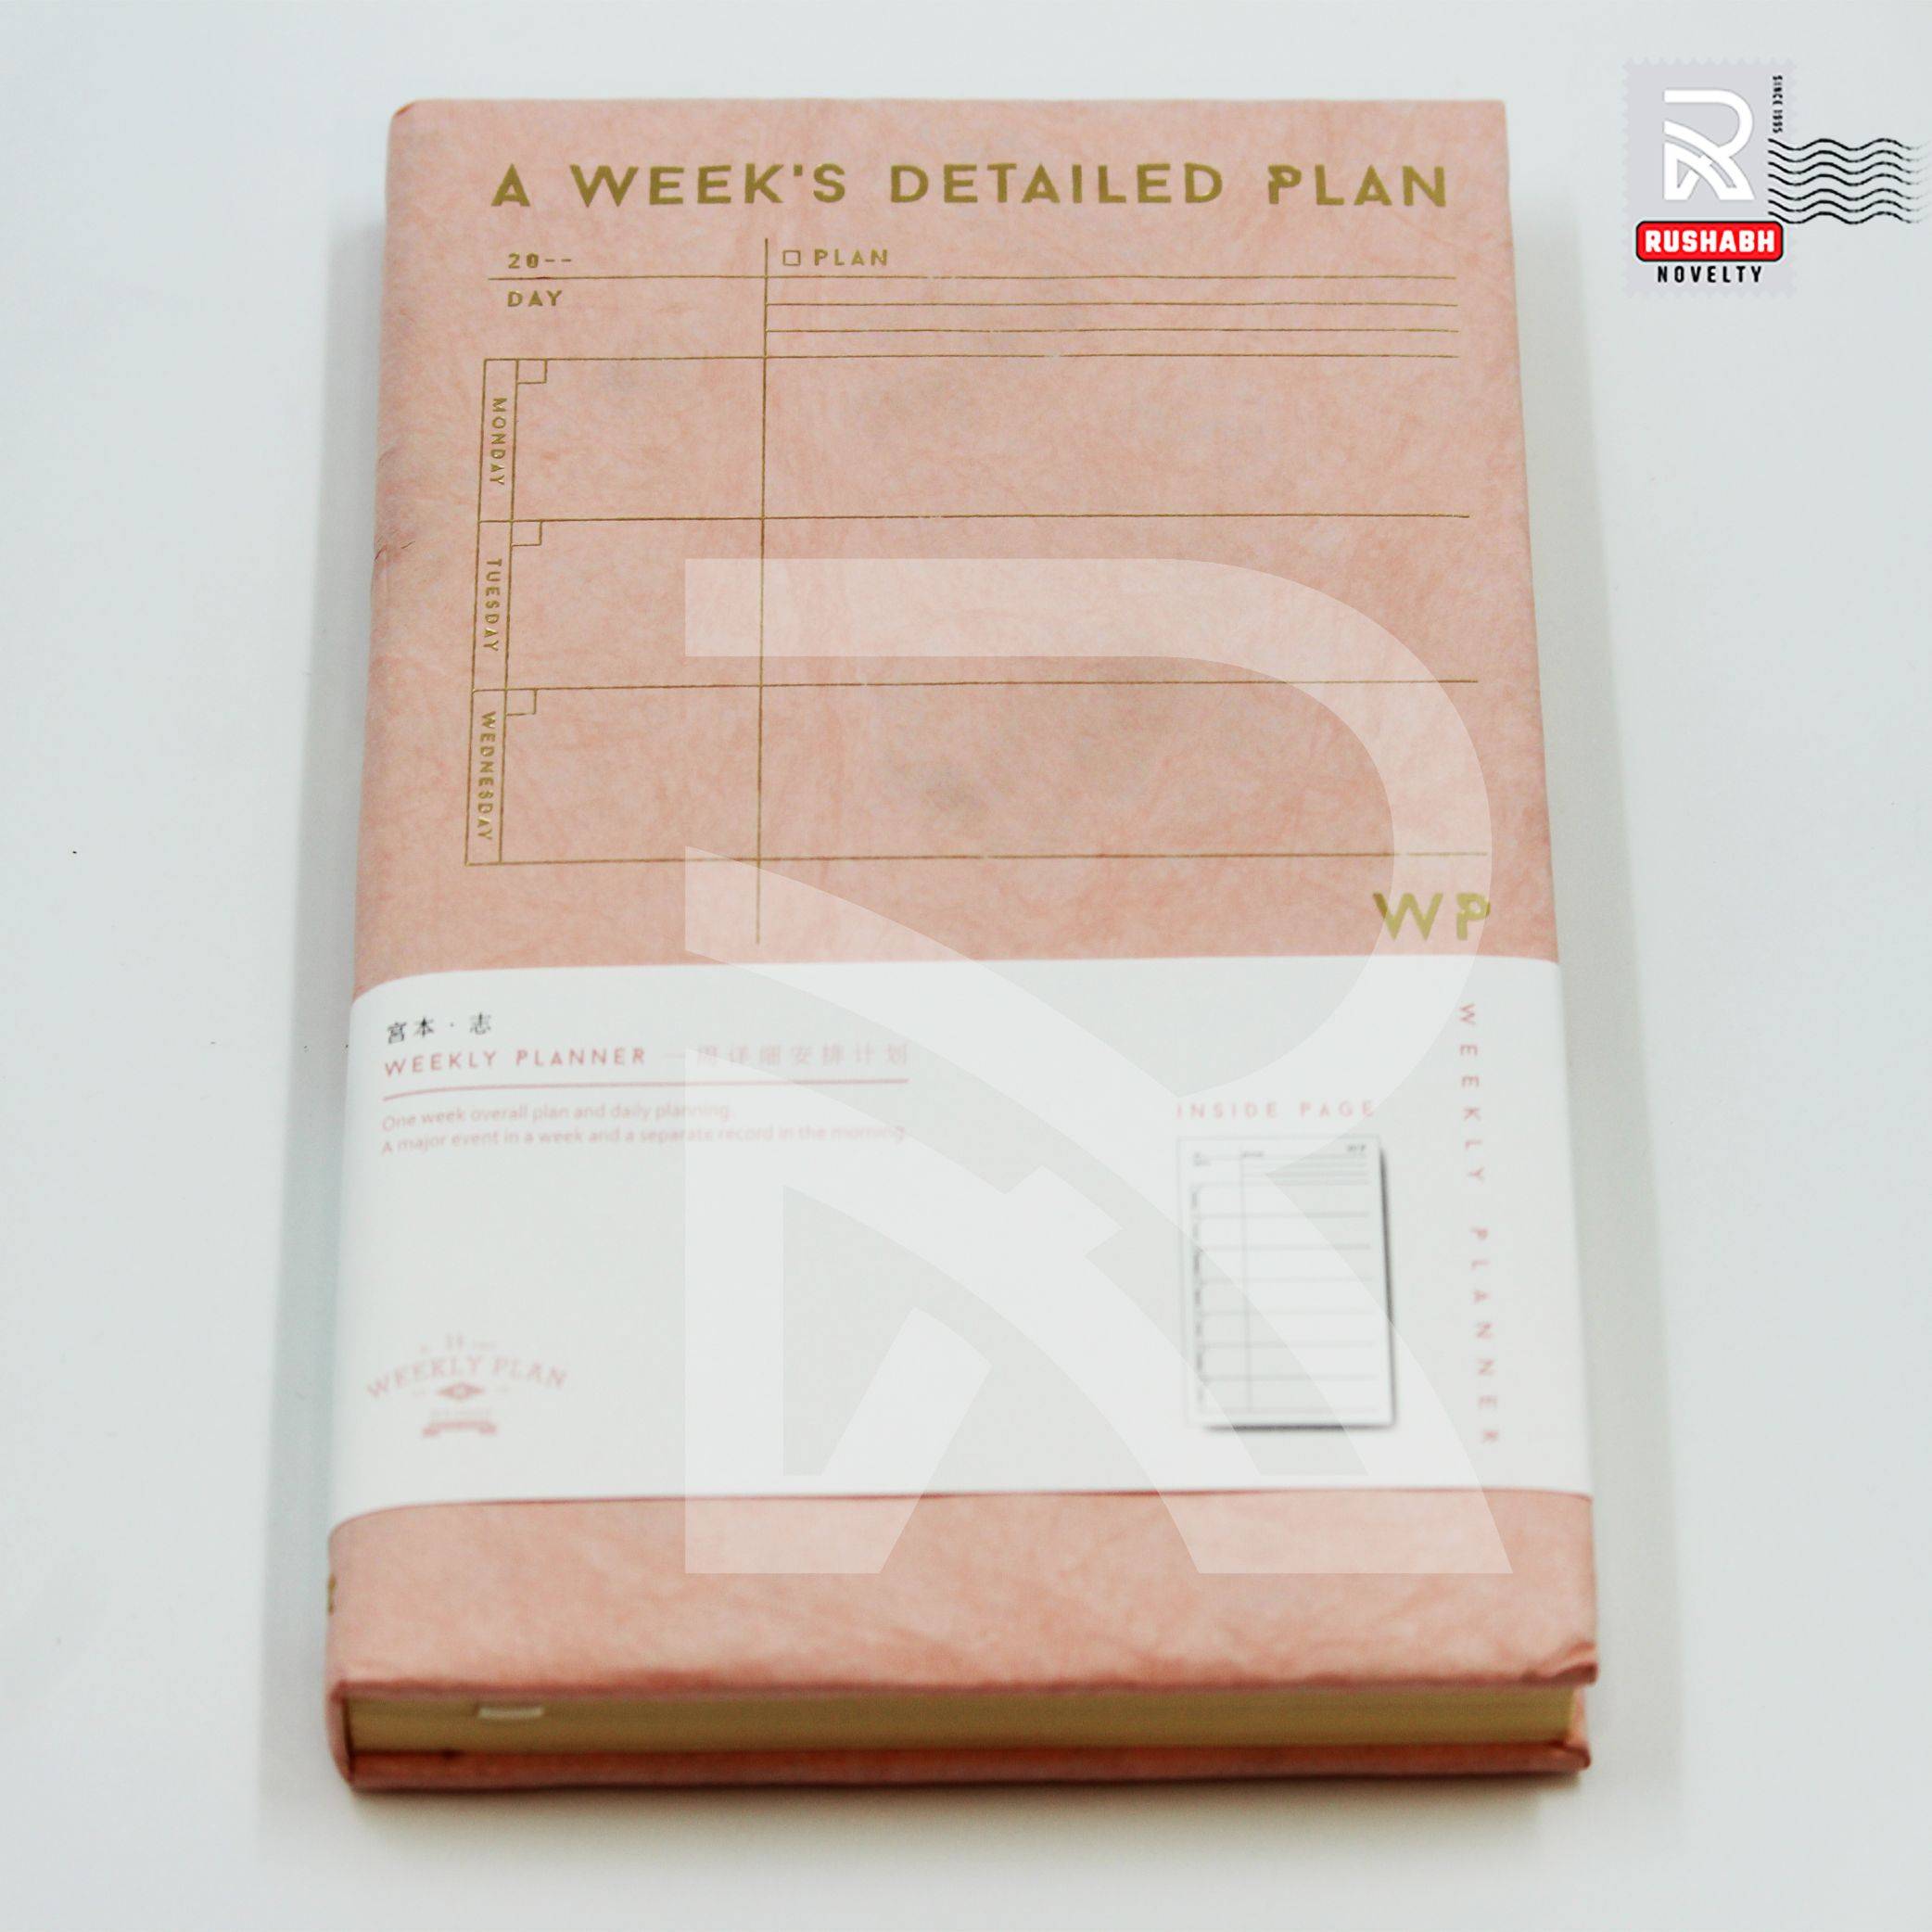 A WEEK'S DETAILED PLAN
20--
PLAN
DAY
MONDAY
TUESDAY
WEDNESDAY
WP
宫本·志
WEEKLY PLANNER 一周详细安排计划
One week overall plan and daily planning.
A major event in a week and a separate record in the morning.
INSIDE PAGE
WEEKLY PLANNER
WEEKLY PLAN
SINCE 1995
RUSHABH
NOVELTY